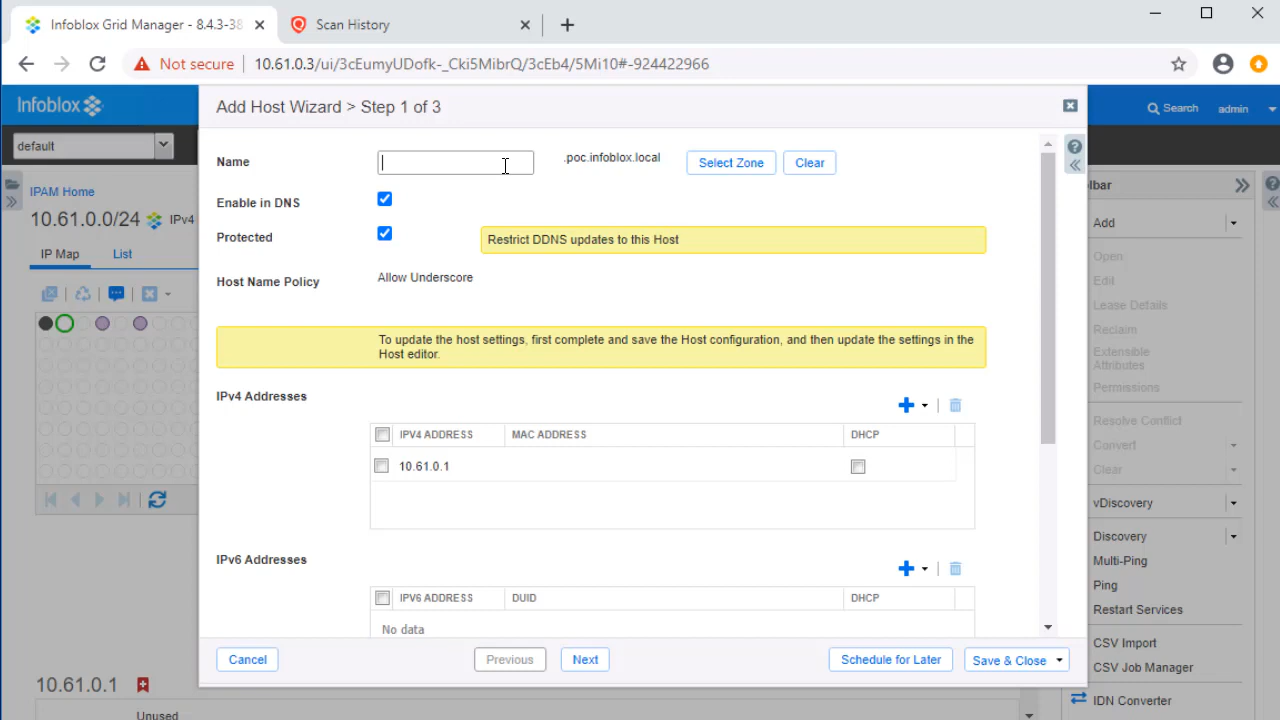 Infoblox Grid Manager - 8.4.3-38
Scan History
Not secure
10.61.0.3/ui/3cEumyUDofk-_Cki5MibrQ/3cEb4/5Mi10#-924422966
Infoblox
Add Host Wizard > Step 1 of 3
Search
admin
default
Name
.poc.infoblox.local
Select Zone
Clear
IPAM Home
lbar
Enable in DNS
10.61.0.0/24
IPv4
Add
Protected
Restrict DDNS updates to this Host
IP Map
List
Open
Host Name Policy
Allow Underscore
Edit
Lease Details
Reclaim
To update the host settings, first complete and save the Host configuration, and then update the settings in the
Host editor.
Extensible
Attributes
Permissions
IPv4 Addresses
Resolve Conflict
IPV4 ADDRESS
MAC ADDRESS
DHCP
Convert
10.61.0.1
Clear
vDiscovery
Discovery
IPv6 Addresses
Multi-Ping
Ping
IPV6 ADDRESS
DUID
DHCP
Restart Services
No data
CSV Import
Cancel
Previous
Next
Schedule for Later
Save & Close
CSV Job Manager
10.61.0.1
IDN Converter
Unused